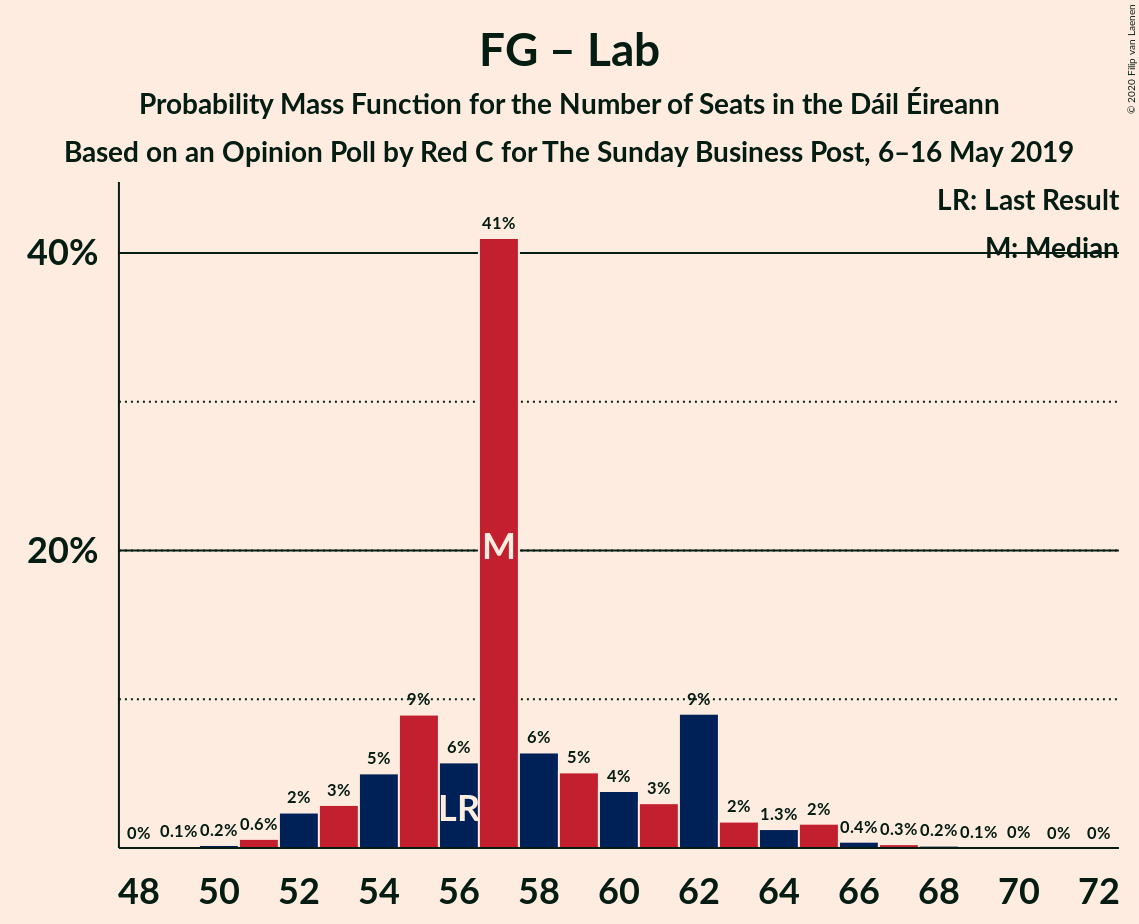 FG – Lab
Probability Mass Function for the Number of Seats in the Dáil Éireann
Based on an Opinion Poll by Red C for The Sunday Business Post, 6–16 May 2019
© 2020 Filip van Laenen
LR: Last Result
M: Median
40%
20%
0% 0.1% 0.2% 0.6% 2% 3% 5% 9% 6% 41% 6% 5% 4% 3% 9% 2% 1.3% 2% 0.4% 0.3% 0.2% 0.1% 0% 0% 0%
M
LR
48 50 52 54 56 58 60 62 64 66 68 70 72